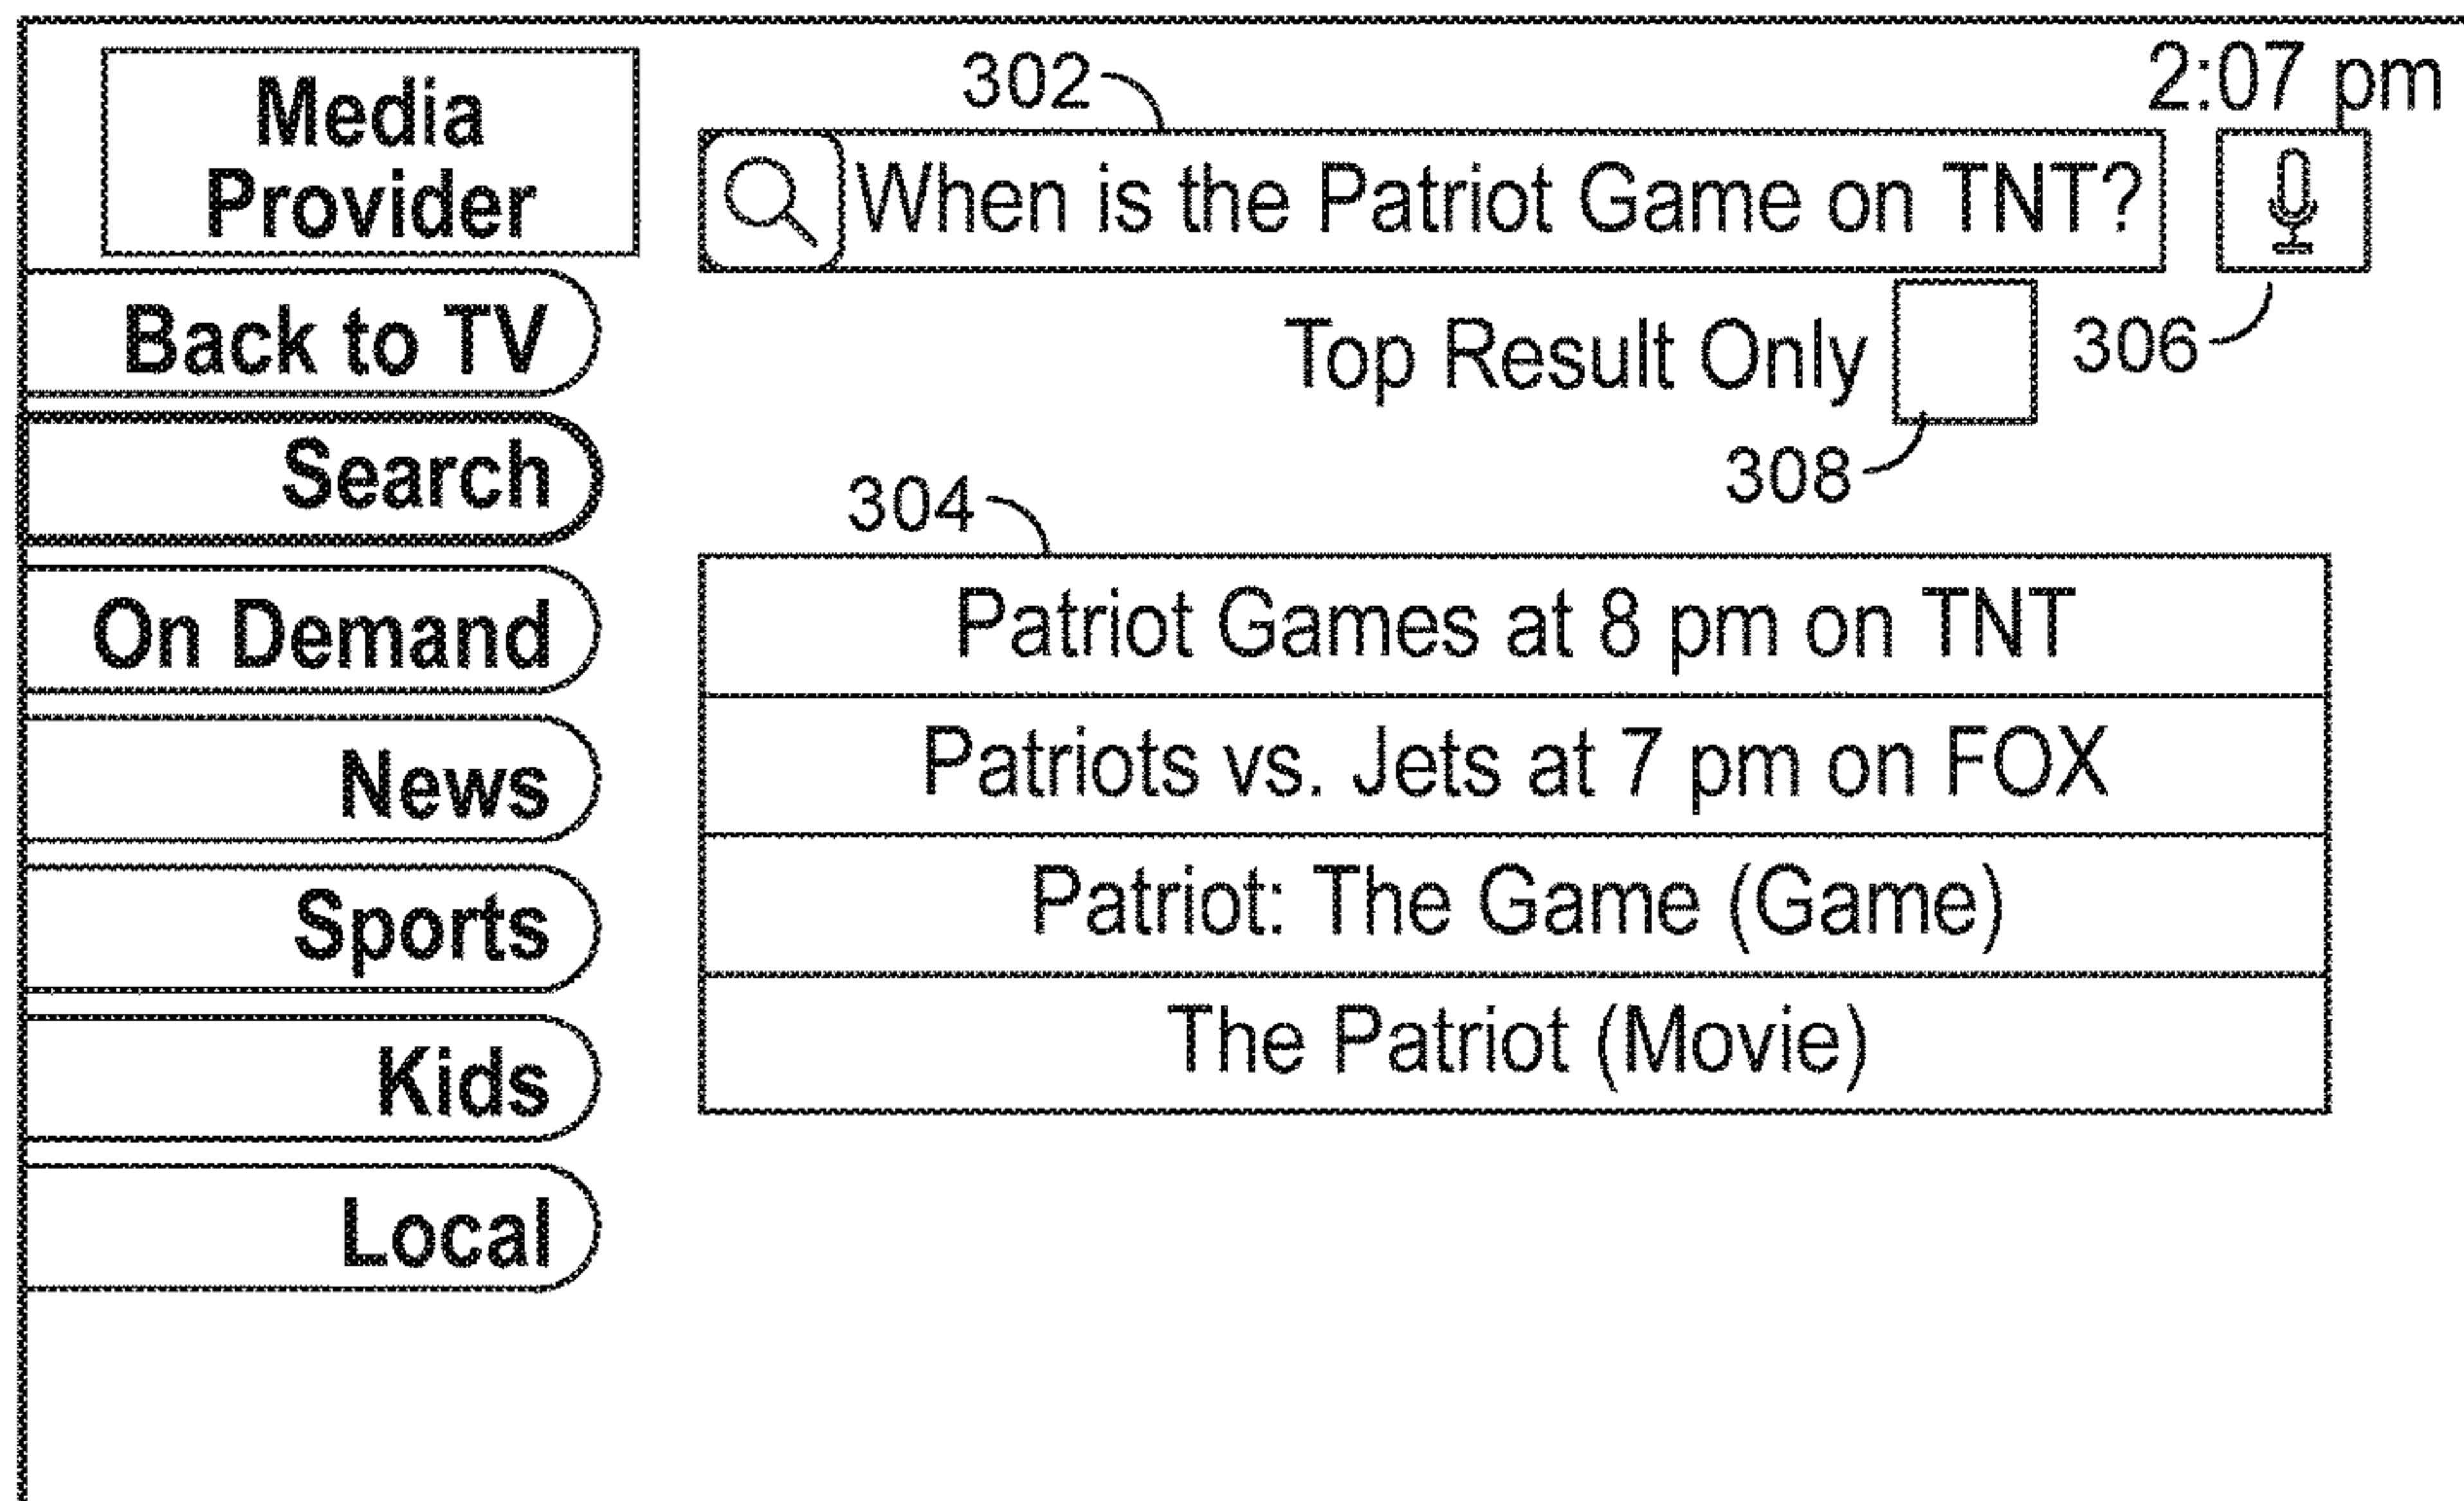 Media
Provider
Back to TV
Search
On Demand
News
Sports
Kids
Local
302
2:07 pm
When is the Patriot Game on TNT?
Top Result Only
306
308
304
Patriot Games at 8 pm on TNT
Patriots vs. Jets at 7 pm on FOX
Patriot: The Game (Game)
The Patriot (Movie)